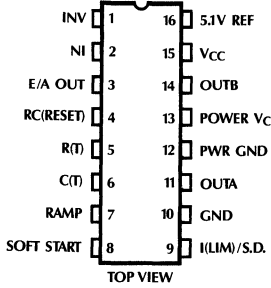 INV 1 16 5.1V REF
NI 2 15 VCC
E/A OUT 3 14 OUTB
RC(RESET) 4 13 POWER VC
R(T) 5 12 PWR GND
C(T) 6 11 OUTA
RAMP 7 10 GND
SOFT START 8 9 I(LIM)/S.D.
TOP VIEW